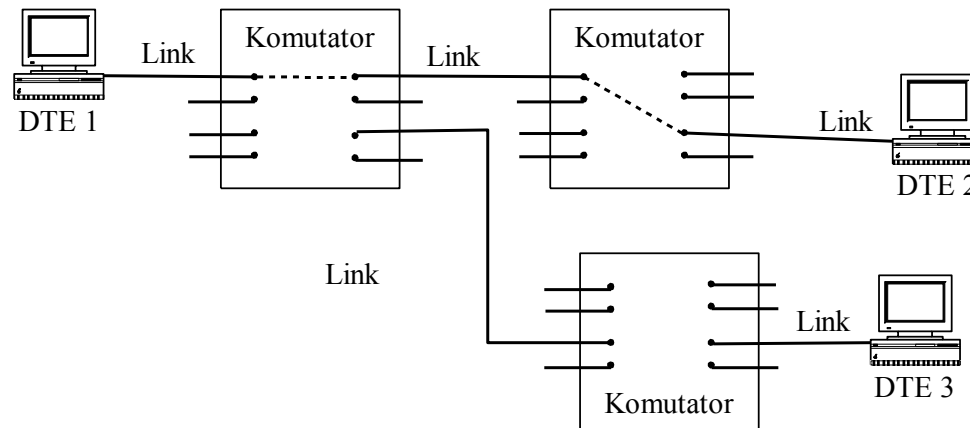 Komutator
Komutator
Link
Link
DTE 1
Link
DTE 2
Link
Link
DTE 3
Komutator